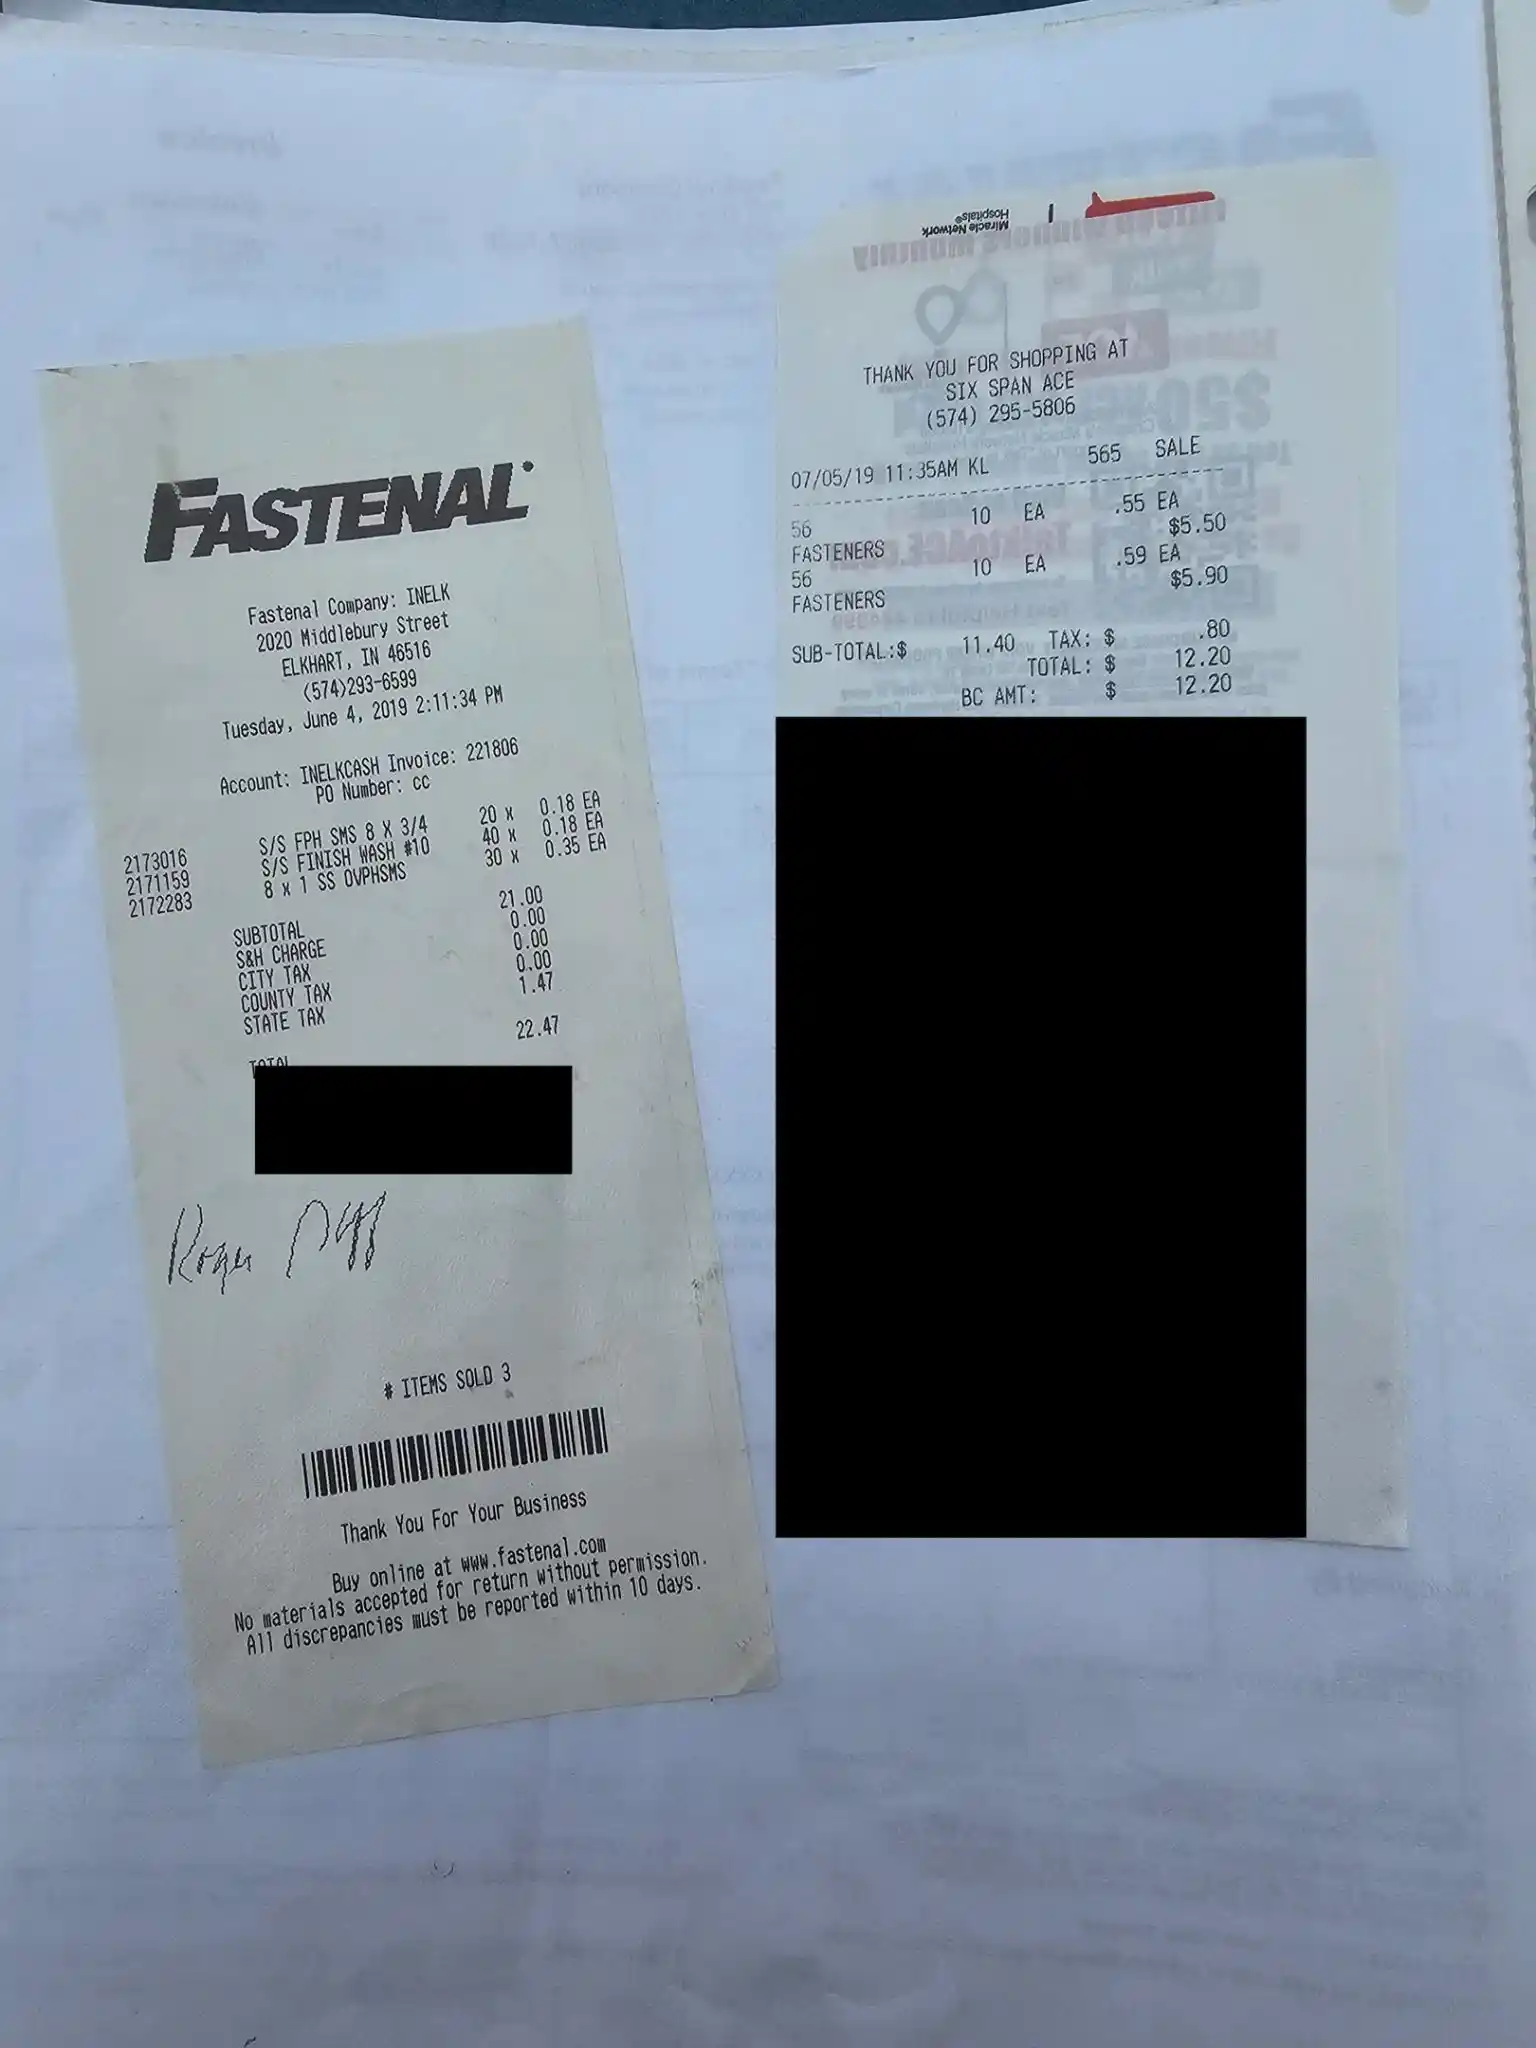 FASTENAL
Fastenal Company: INELK
2020 Middlebury Street
ELKHART, IN 46516
(574)293-6599
Tuesday, June 4, 2019 2:11:34 PM
Account: INELKCASH Invoice: 221806
PO Number: cc
2173016 S/S FPH SMS 8 X 3/4 20 x 0.18 EA
2171159 S/S FINISH WASH #10 40 x 0.18 EA
2172283 8 x 1 SS OVPHSMS 30 x 0.35 EA
SUBTOTAL 21.00
S&H CHARGE 0.00
CITY TAX 0.00
COUNTY TAX 0.00
STATE TAX 1.47
TOTAL 22.47
Roger
# ITEMS SOLD 3
Thank You For Your Business
Buy online at www.fastenal.com
No materials accepted for return without permission.
All discrepancies must be reported within 10 days.
Miracle Network
Hospitals®
THANK YOU FOR SHOPPING AT
SIX SPAN ACE
(574) 295-5806
07/05/19 11:35AM KL 565 SALE
56 10 EA .55 EA
FASTENERS $5.50
56 10 EA .59 EA
FASTENERS $5.90
SUB-TOTAL:$ 11.40 TAX: $ .80
TOTAL: $ 12.20
BC AMT: $ 12.20